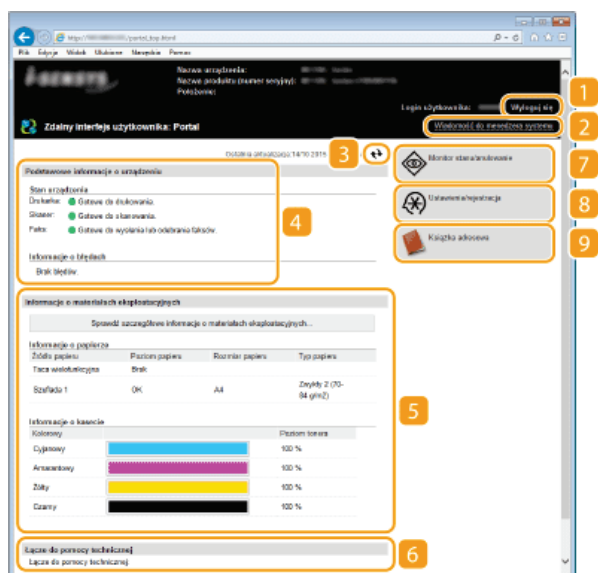 http://
/portal_top.html
Plik Edycja Widok Ulubione Narzędzia Pomoc
Nazwa urządzenia:
Nazwa produktu (numer seryjny):
Położenie:
Login użytkownika:
Wyloguj się
1
Zdalny interfejs użytkownika: Portal
Wiadomość do menedżera systemu
2
Ostatnia aktualizacja: 14/10 2015
3
Podstawowe informacje o urządzeniu
Stan urządzenia
Drukarka: Gotowe do drukowania.
Skaner: Gotowe do skanowania.
Faks: Gotowe do wysłania lub odebrania faksów.
Informacje o błędach
Brak błędów.
4
Monitor stanu/anulowanie
7
Ustawienia/rejestracja
8
Książka adresowa
9
Informacje o materiałach eksploatacyjnych
Sprawdź szczegółowe informacje o materiałach eksploatacyjnych...
Informacje o papierze
Źródło papieru Poziom papieru Rozmiar papieru Typ papieru
Taca wielofunkcyjna Brak
Szuflada 1 OK A4 Zwykły 2 (70-
84 g/m2)
5
Informacje o kasecie
Kolorowy Poziom tonera
Cyjanowy 100 %
Amarantowy 100 %
Żółty 100 %
Czarny 100 %
Łącze do pomocy technicznej
Łącze do pomocy technicznej
6